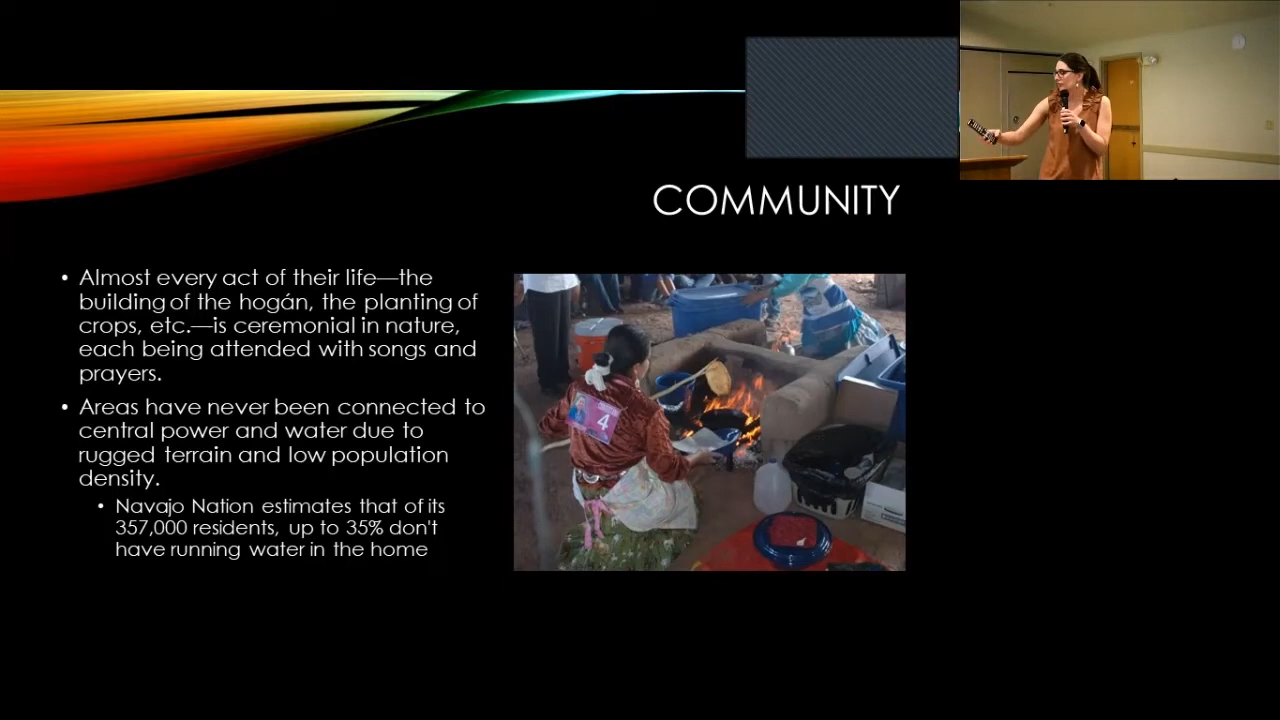 COMMUNITY
• Almost every act of their life—the
building of the hogán, the planting of
crops, etc.—is ceremonial in nature,
each being attended with songs and
prayers.
• Areas have never been connected to
central power and water due to
rugged terrain and low population
density.
• Navajo Nation estimates that of its
357,000 residents, up to 35% don't
have running water in the home
4